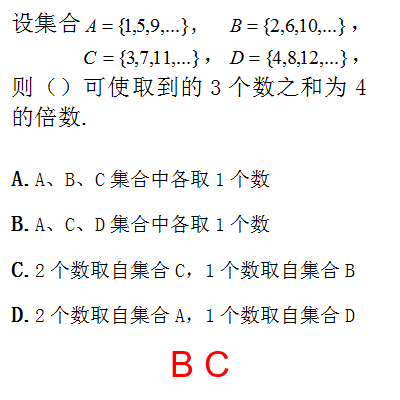 设集合 A = {1,5,9,...}， B = {2,6,10,...}，
C = {3,7,11,...}，D = {4,8,12,...}，
则（）可使取到的 3 个数之和为 4
的倍数.
A. A、B、C 集合中各取 1 个数
B. A、C、D 集合中各取 1 个数
C. 2 个数取自集合 C，1 个数取自集合 B
D. 2 个数取自集合 A，1 个数取自集合 D
B C